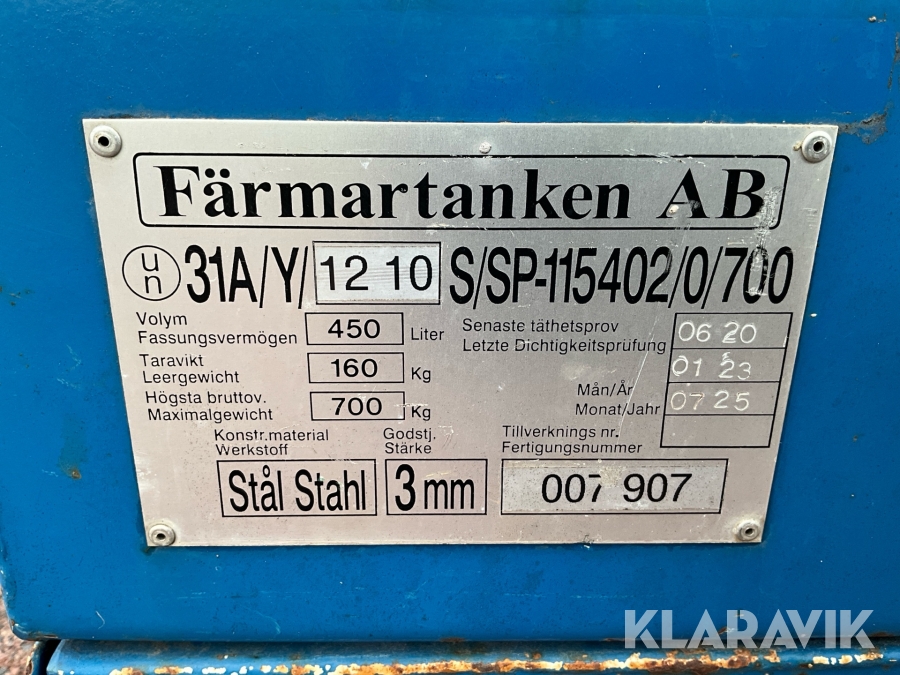 Färmartanken AB
un 31A/Y/ 12 10 S/SP-115402/0/700
Volym
Fassungsvermögen 450 Liter
Taravikt
Leergewicht 160 Kg
Högsta bruttov.
Maximalgewicht 700 Kg
Senaste täthetsprov
Letzte Dichtigkeitsprüfung
Mån/År
Monat/Jahr
06 20
01 23
07 25
Konstr.material
Werkstoff
Stål Stahl
Godstj.
Stärke
3 mm
Tillverknings nr.
Fertigungsnummer
007 907
KLARAVIK